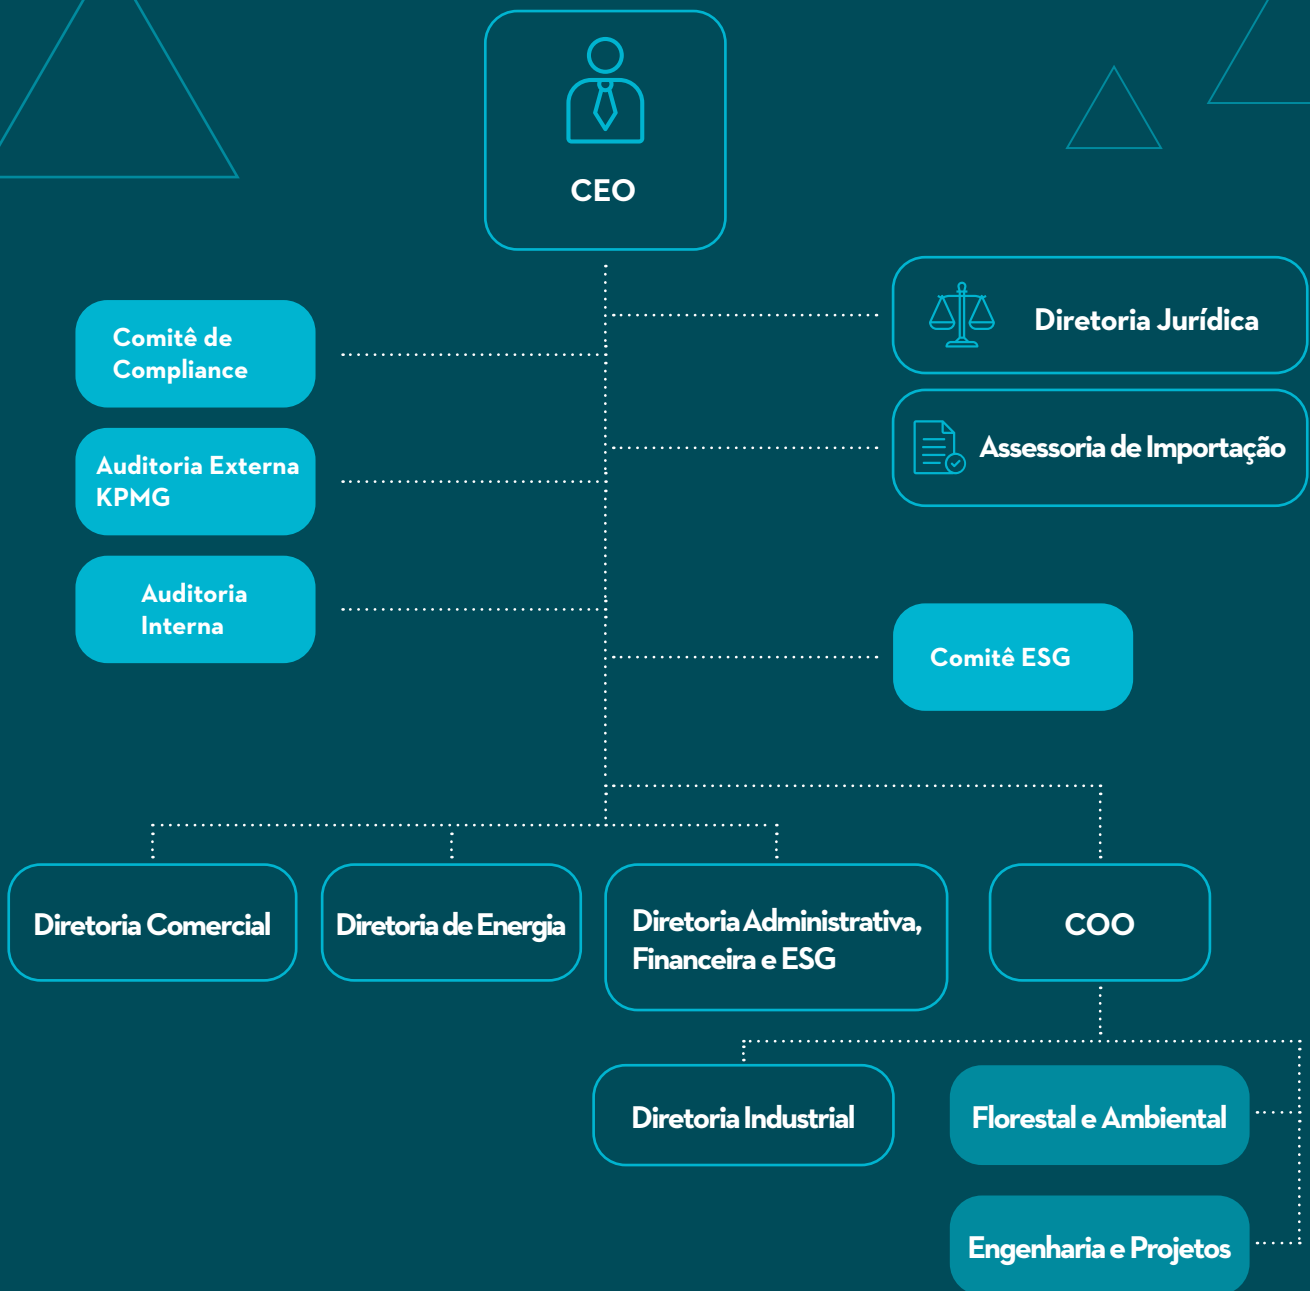 CEO
Comitê de
Compliance
Auditoria Externa
KPMG
Auditoria
Interna
Diretoria Jurídica
Assessoria de Importação
Comitê ESG
Diretoria Comercial
Diretoria de Energia
Diretoria Administrativa,
Financeira e ESG
COO
Diretoria Industrial
Florestal e Ambiental
Engenharia e Projetos